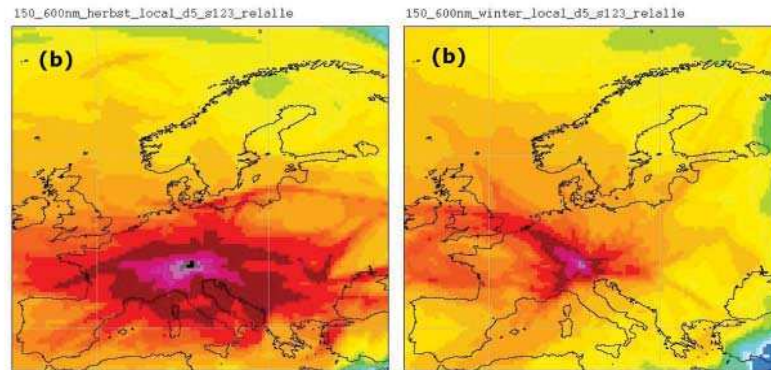 150_600nm_herbst_local_d5_s123_relalle
150_600nm_winter_local_d5_s123_relalle
(b)
(b)